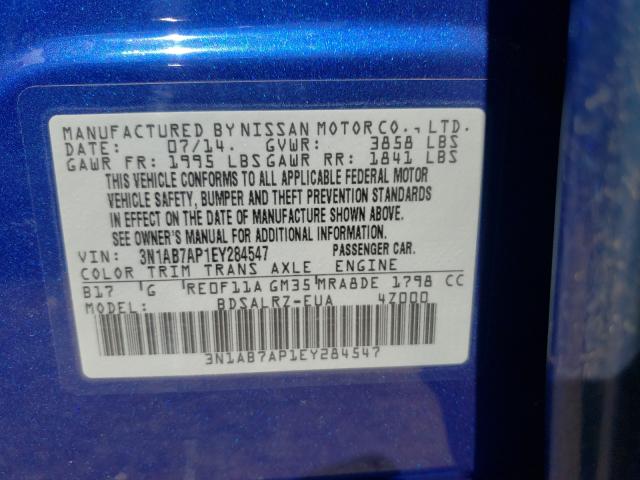 MANUFACTURED BY NISSAN MOTOR CO., LTD.
DATE: 07/14. GVWR: 3858 LBS
GAWR FR: 1995 LBS GAWR RR: 1841 LBS
THIS VEHICLE CONFORMS TO ALL APPLICABLE FEDERAL MOTOR
VEHICLE SAFETY, BUMPER AND THEFT PREVENTION STANDARDS
IN EFFECT ON THE DATE OF MANUFACTURE SHOWN ABOVE.
SEE OWNER'S MANUAL FOR ADDITIONAL INFORMATION.
VIN: 3N1AB7AP1EY284547 PASSENGER CAR.
COLOR TRIM TRANS AXLE ENGINE
B17 G RE0F11A GM35 MRA8DE 1798 CC
MODEL: BDSALRZ-EUA 4Z000
3N1AB7AP1EY284547